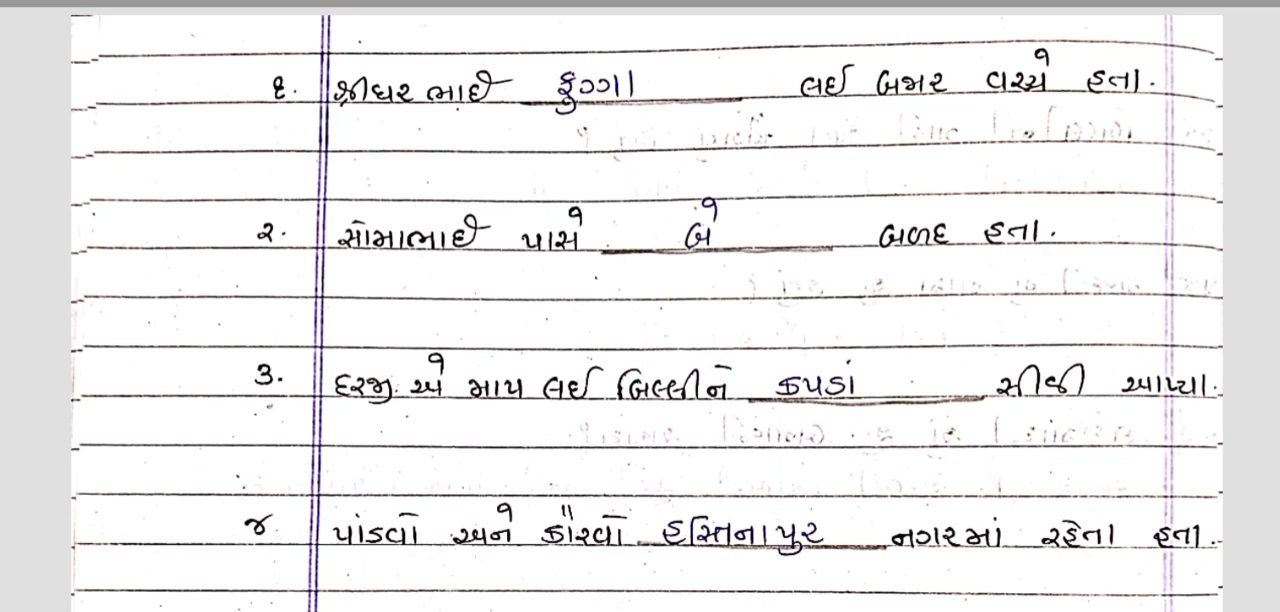 ૧. શ્રીધરભાઈ ફુગ્ગા લઈ બજાર વચ્ચે હતા.
૨. સોમાભાઈ પાસે બે બળદ હતા.
૩. દરજી એ માપ લઈ બિલ્લીને કપડાં સીવી આપ્યા.
૪ પાંડવો અને કૌરવો હસ્તિનાપુર નગરમાં રહેતા હતા.